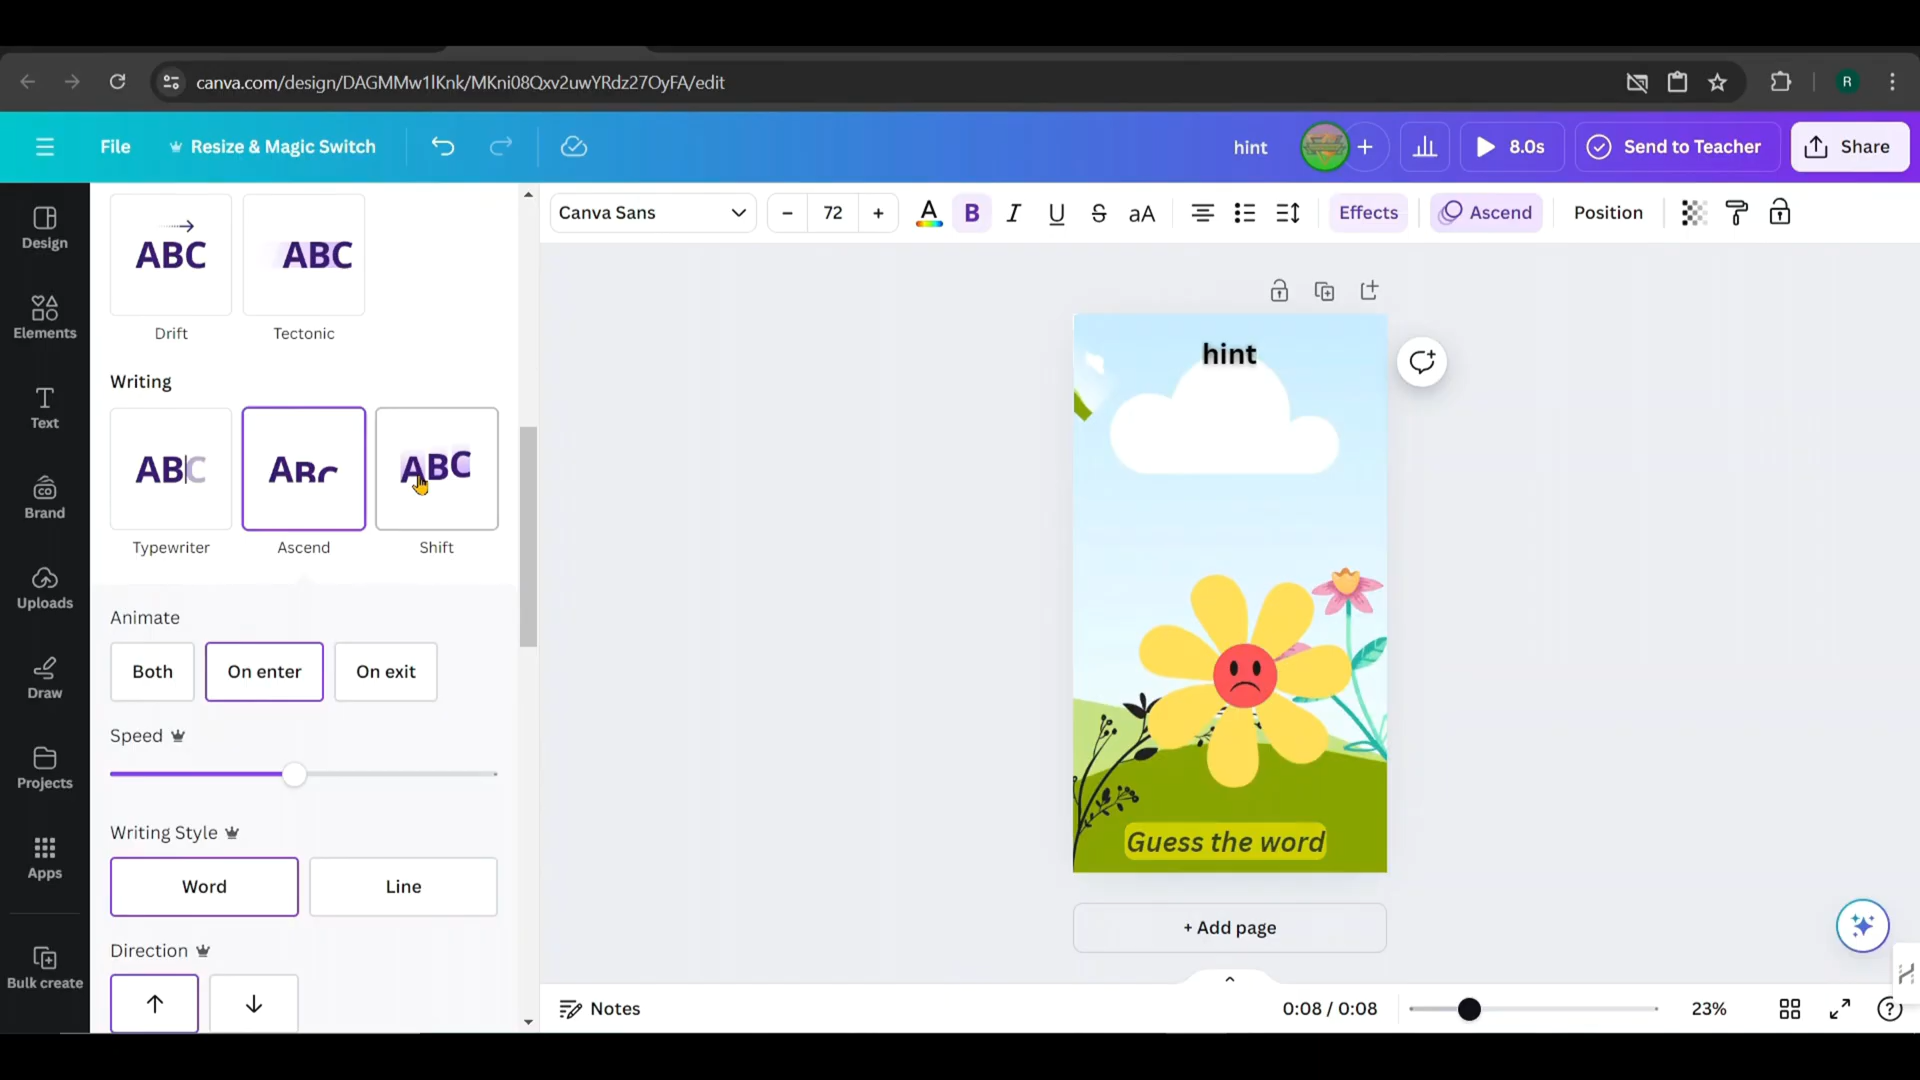 canva.com/design/DAGMMw1lKnk/MKni08Qxv2uwYRdz27OyFA/edit
R
File
Resize & Magic Switch
hint
8.0s
Send to Teacher
Share
Canva Sans
– 72 +
A
B
I
U
S
aA
Effects
Ascend
Position
Design
Elements
Text
Brand
Uploads
Draw
Projects
Apps
Bulk create
ABC
ABC
Drift
Tectonic
Writing
ABC
ABC
ABC
Typewriter
Ascend
Shift
Animate
Both
On enter
On exit
Speed
Writing Style
Word
Line
Direction
hint
Guess the word
+ Add page
Notes
0:08 / 0:08
23%
?